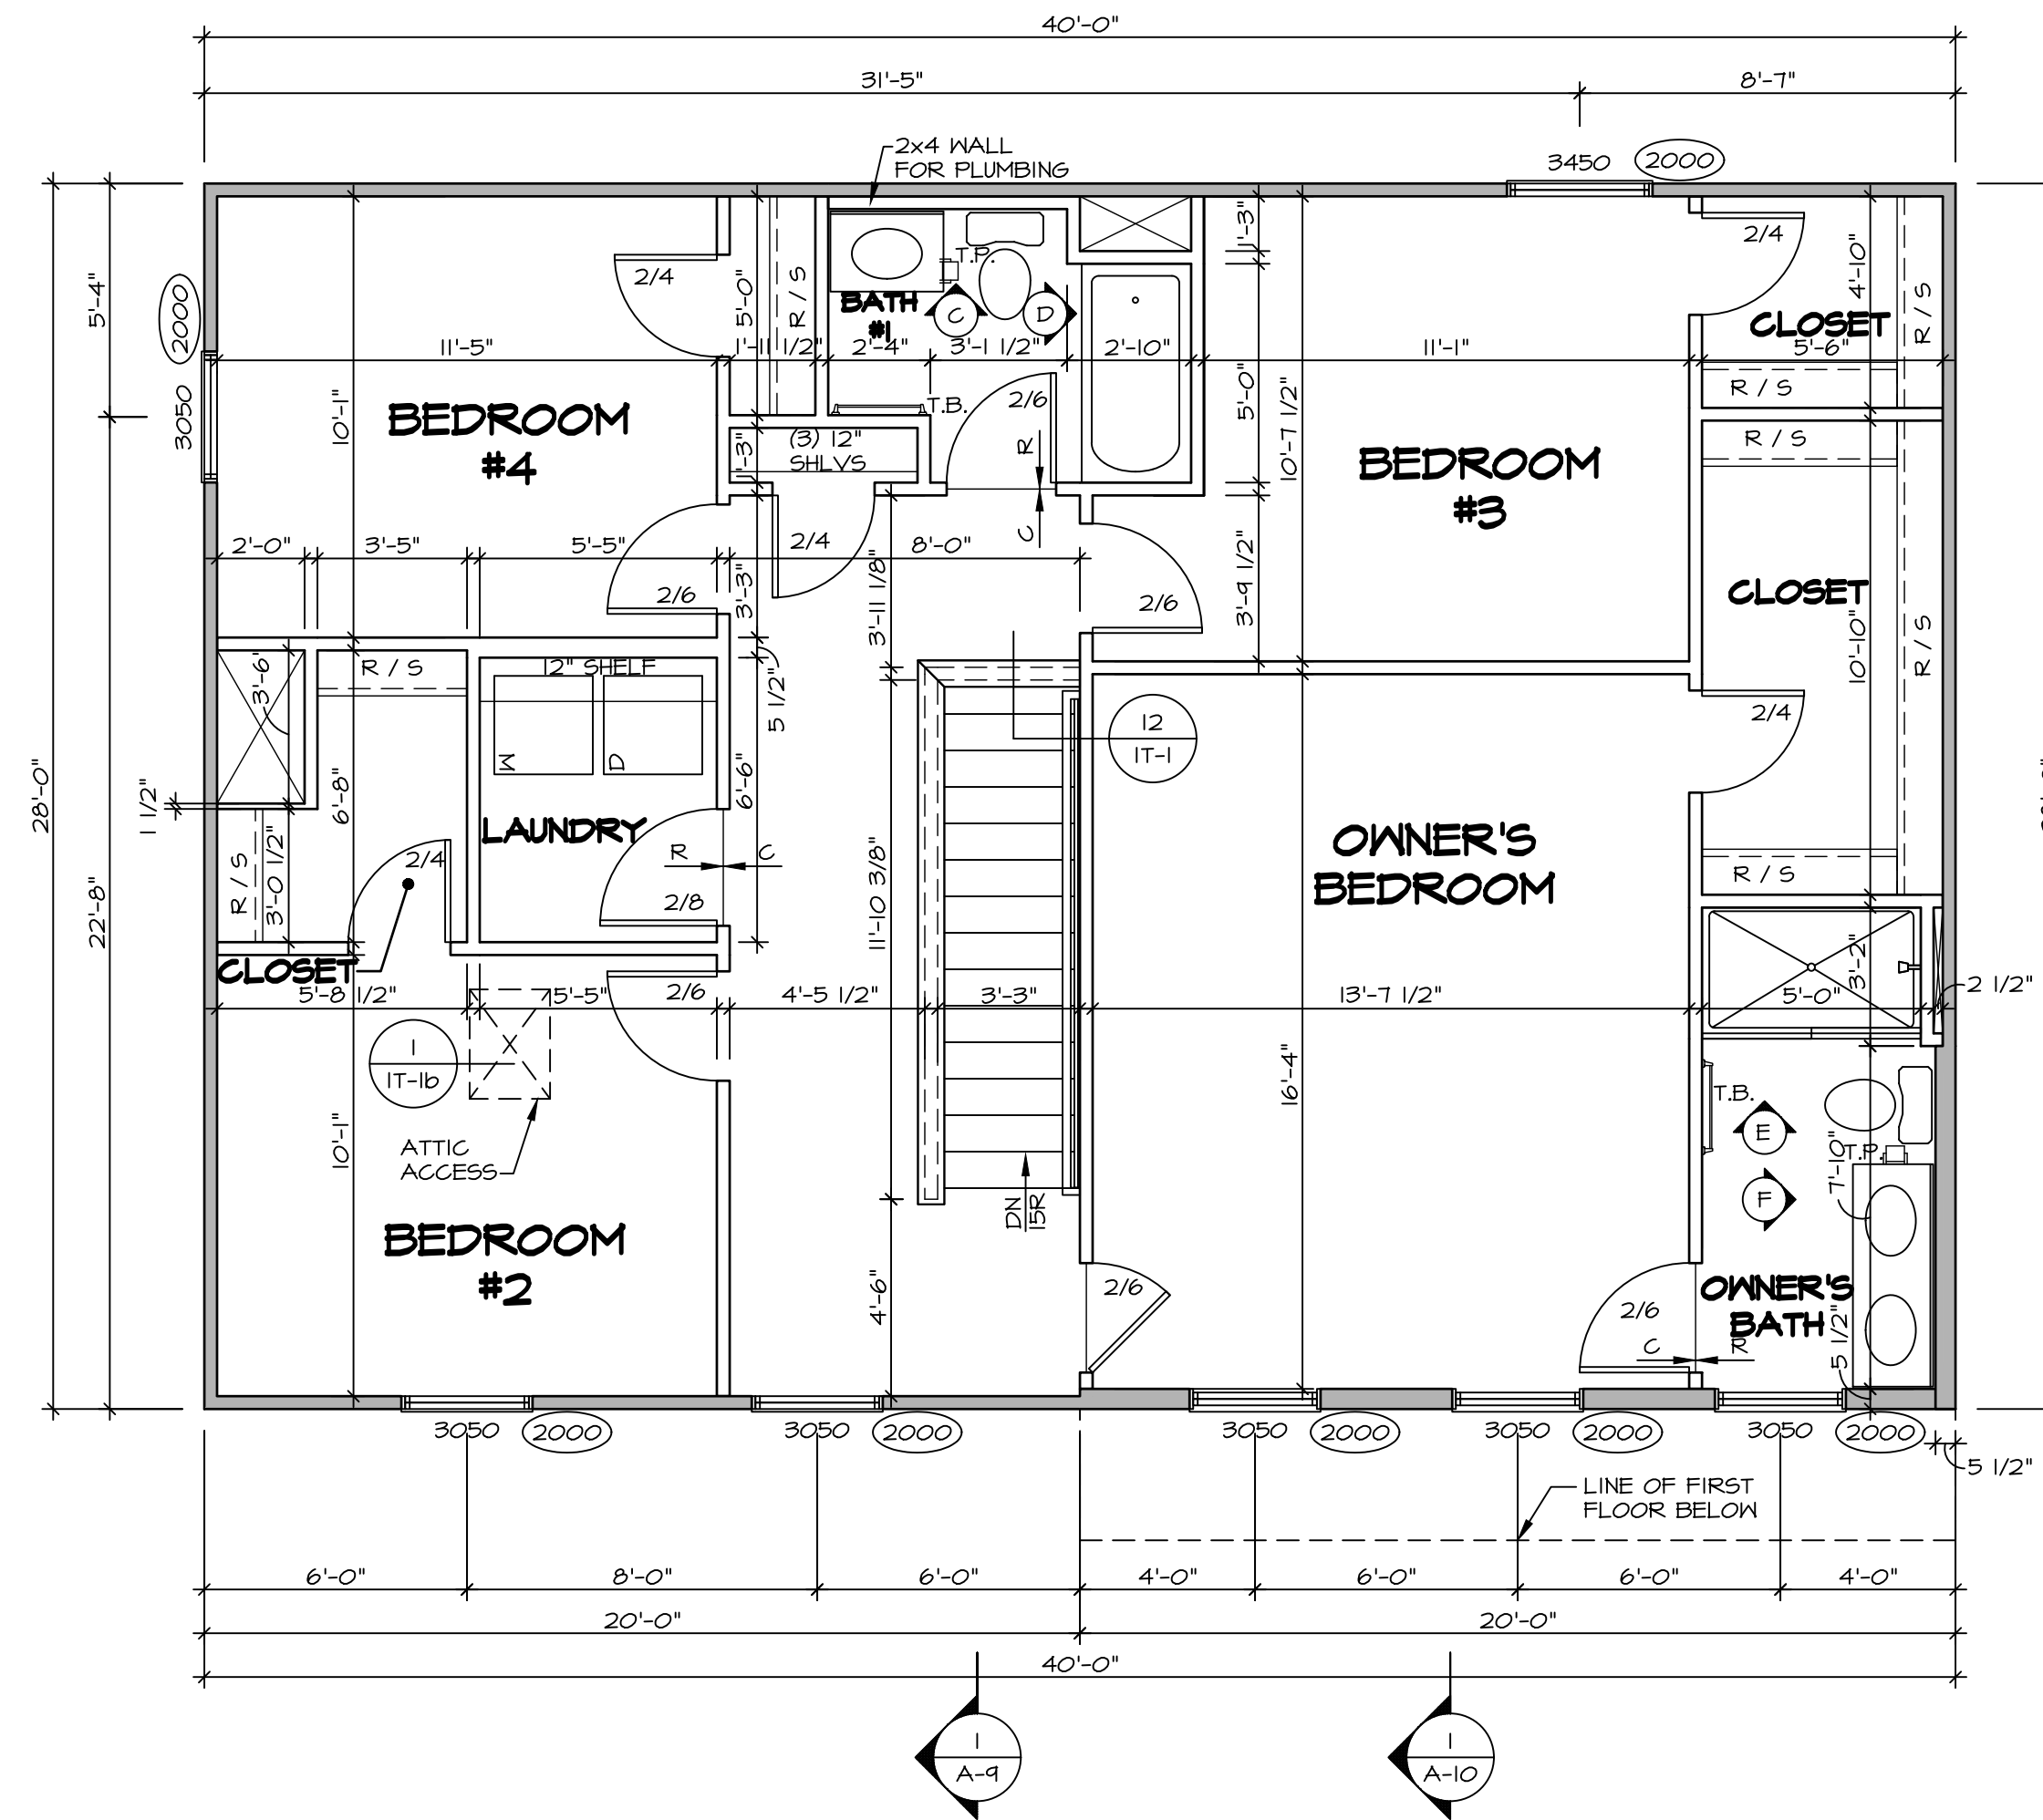 40'-0"
31'-5"
8'-7"
2x4 WALL
FOR PLUMBING
3450
2000
2/4
T.P.
2/4
1'-3"
5'-4"
2000
3050
5'-0"
R / S
BATH
#1
C
D
4'-10"
CLOSET
R / S
11'-5"
1'-11 1/2"
2'-4"
3'-1 1/2"
2'-10"
11'-1"
5'-6"
R / S
10'-1"
BEDROOM
#4
T.B.
2/6
5'-0"
10'-7 1/2"
R / S
1'-3"
(3) 12"
SHLVS
R
C
BEDROOM
#3
2'-0"
3'-5"
5'-5"
2/4
8'-0"
3'-9 1/2"
3'-3"
2/6
3'-11 1/8"
2/6
CLOSET
10'-10"
R / S
R / S
12" SHELF
3'-6"
5 1/2"
W
D
12
1T-1
2/4
28'-0"
1 1/2"
6'-8"
6'-6"
LAUNDRY
R
C
2/4
R / S
3'-0 1/2"
2/8
11'-10 3/8"
OWNER'S
BEDROOM
R / S
22'-8"
CLOSET
3'-2"
2 1/2"
5'-8 1/2"
5'-5"
2/6
4'-5 1/2"
3'-3"
13'-7 1/2"
5'-0"
1
1T-1b
16'-4"
T.B.
E
T.P.
10'-1"
ATTIC
ACCESS
7'-10"
F
DN
15R
BEDROOM
#2
4'-6"
2/6
2/6
OWNER'S
BATH
C
R
5 1/2"
3050
2000
3050
2000
3050
2000
3050
2000
3050
2000
5 1/2"
LINE OF FIRST
FLOOR BELOW
6'-0"
8'-0"
6'-0"
4'-0"
6'-0"
6'-0"
4'-0"
20'-0"
20'-0"
40'-0"
1
A-9
1
A-10